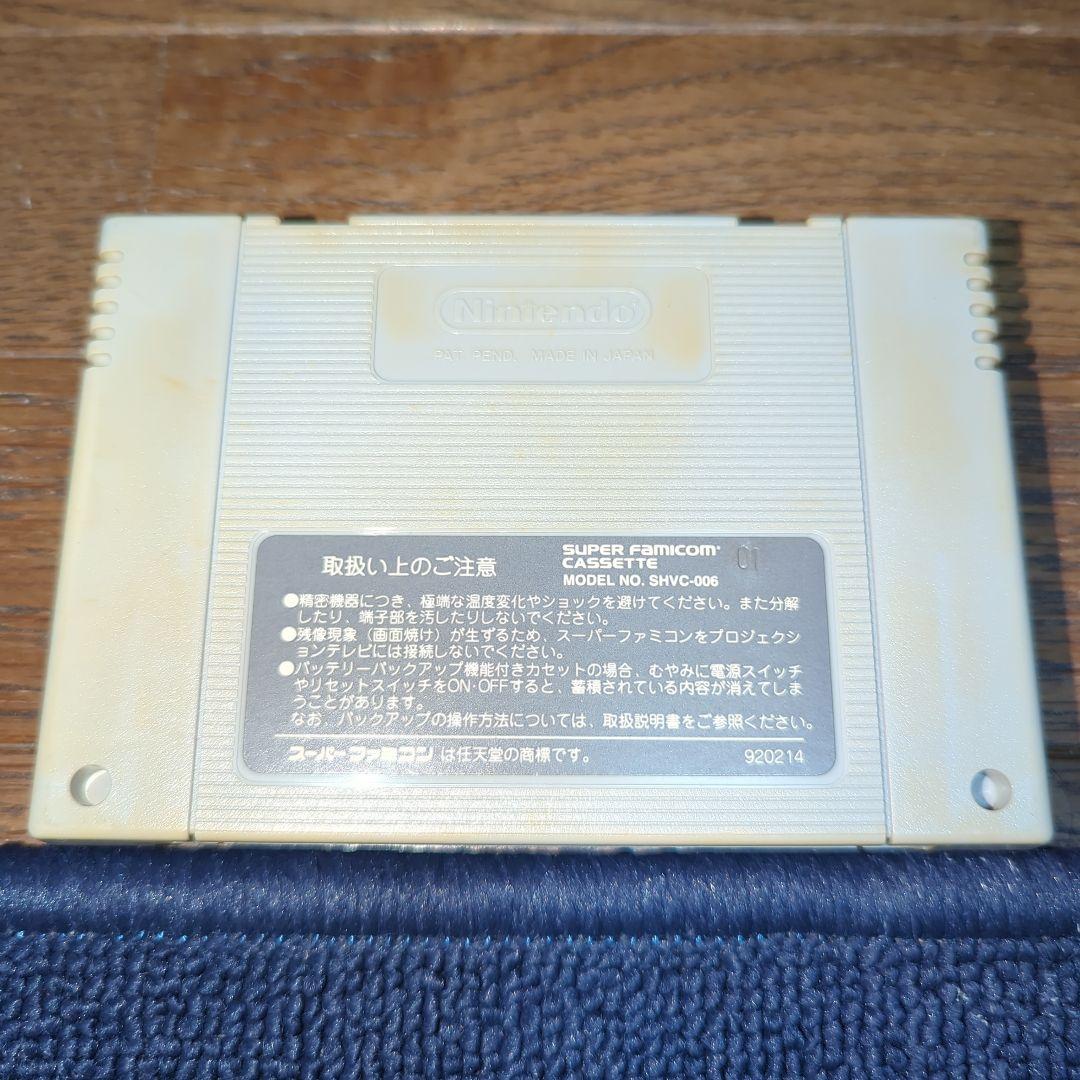 Nintendo
PAT. PEND. MADE IN JAPAN
取扱い上のご注意
SUPER FAMICOM
CASSETTE
MODEL NO. SHVC-006
01
●精密機器につき、極端な温度変化やショックを避けてください。また分解
したり、端子部を汚したりしないでください。
●残像現象(画面焼け)が生ずるため、スーパーファミコンをプロジェクシ
ョンテレビには接続しないでください。
●バッテリーバックアップ機能付きカセットの場合、むやみに電源スイッチ
やリセットスイッチをON·OFFすると、蓄積されている内容が消えてしま
うことがあります。
なお、バックアップの操作方法については、取扱説明書をご参照ください。
スーパーファミコン は任天堂の商標です。
920214